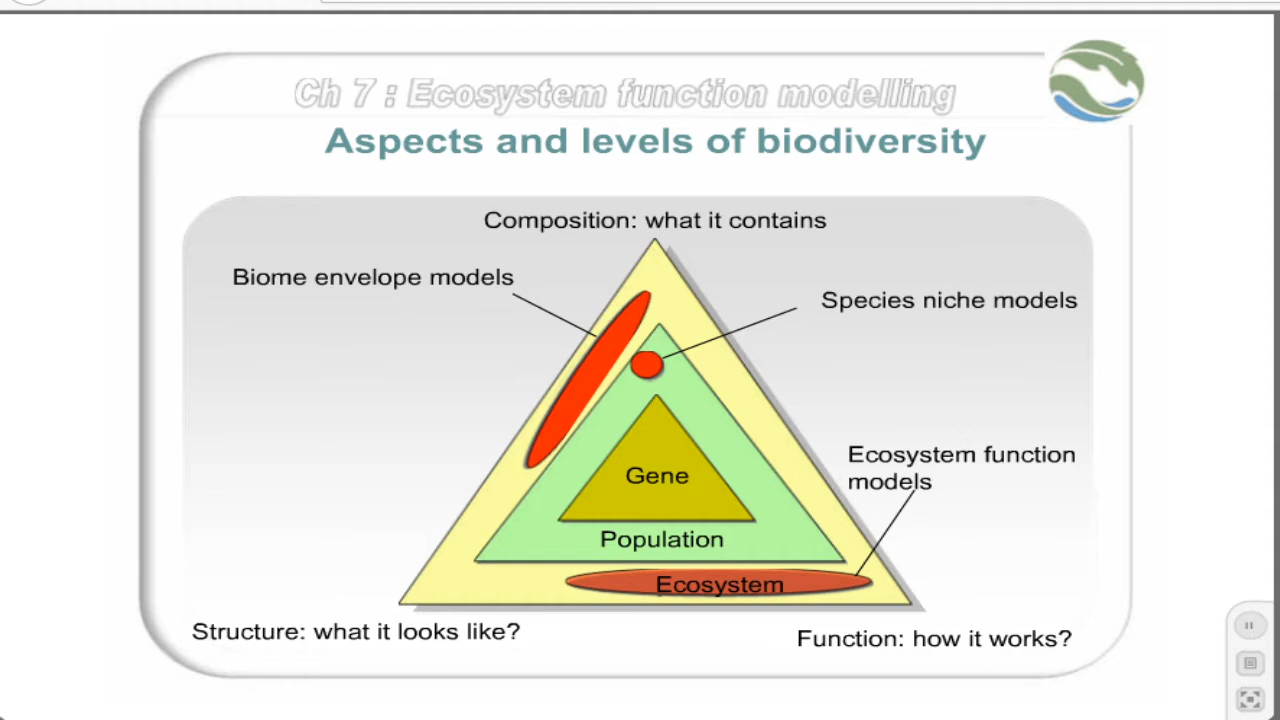 Ch 7 : Ecosystem function modelling
Aspects and levels of biodiversity
Composition: what it contains
Biome envelope models
Species niche models
Ecosystem function
models
Gene
Population
Ecosystem
Structure: what it looks like?
Function: how it works?